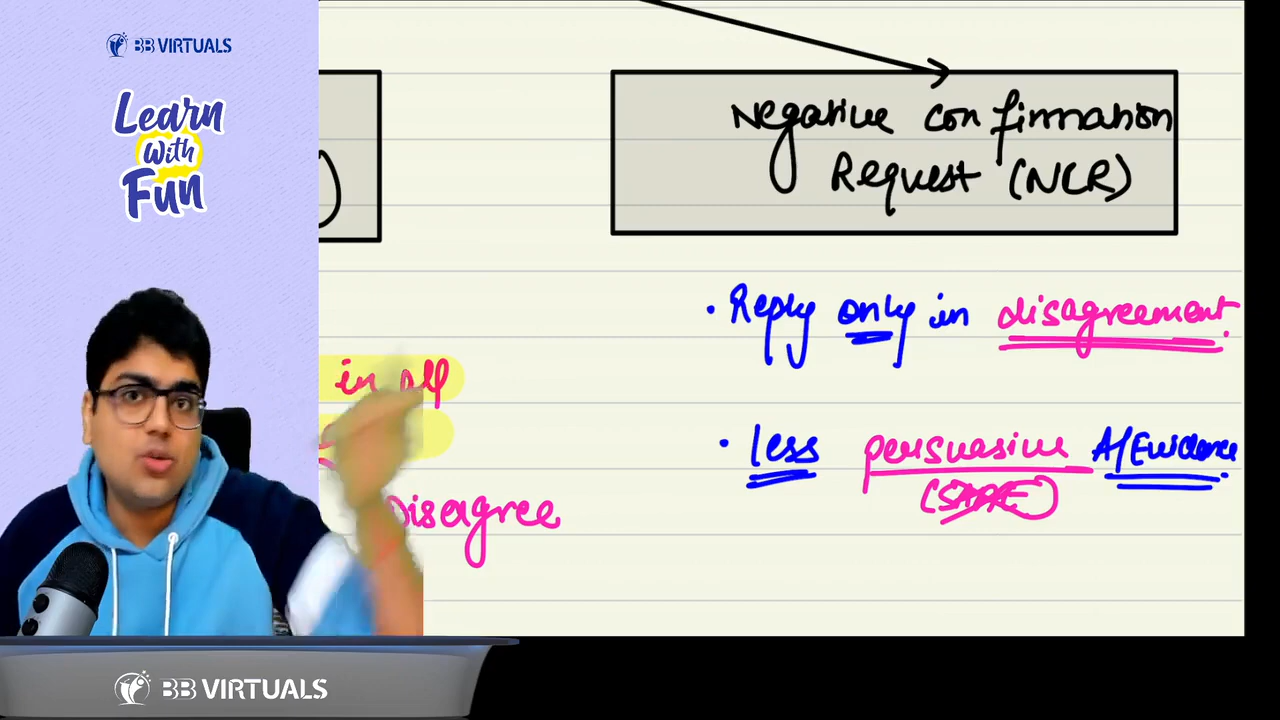 BB VIRTUALS
Learn
With
Fun
Negative confirmation
Request (NCR)
)
• Reply only in disagreement.
in all
• less persuasive A/Evidence
(SAAE)
Disagree
BB VIRTUALS